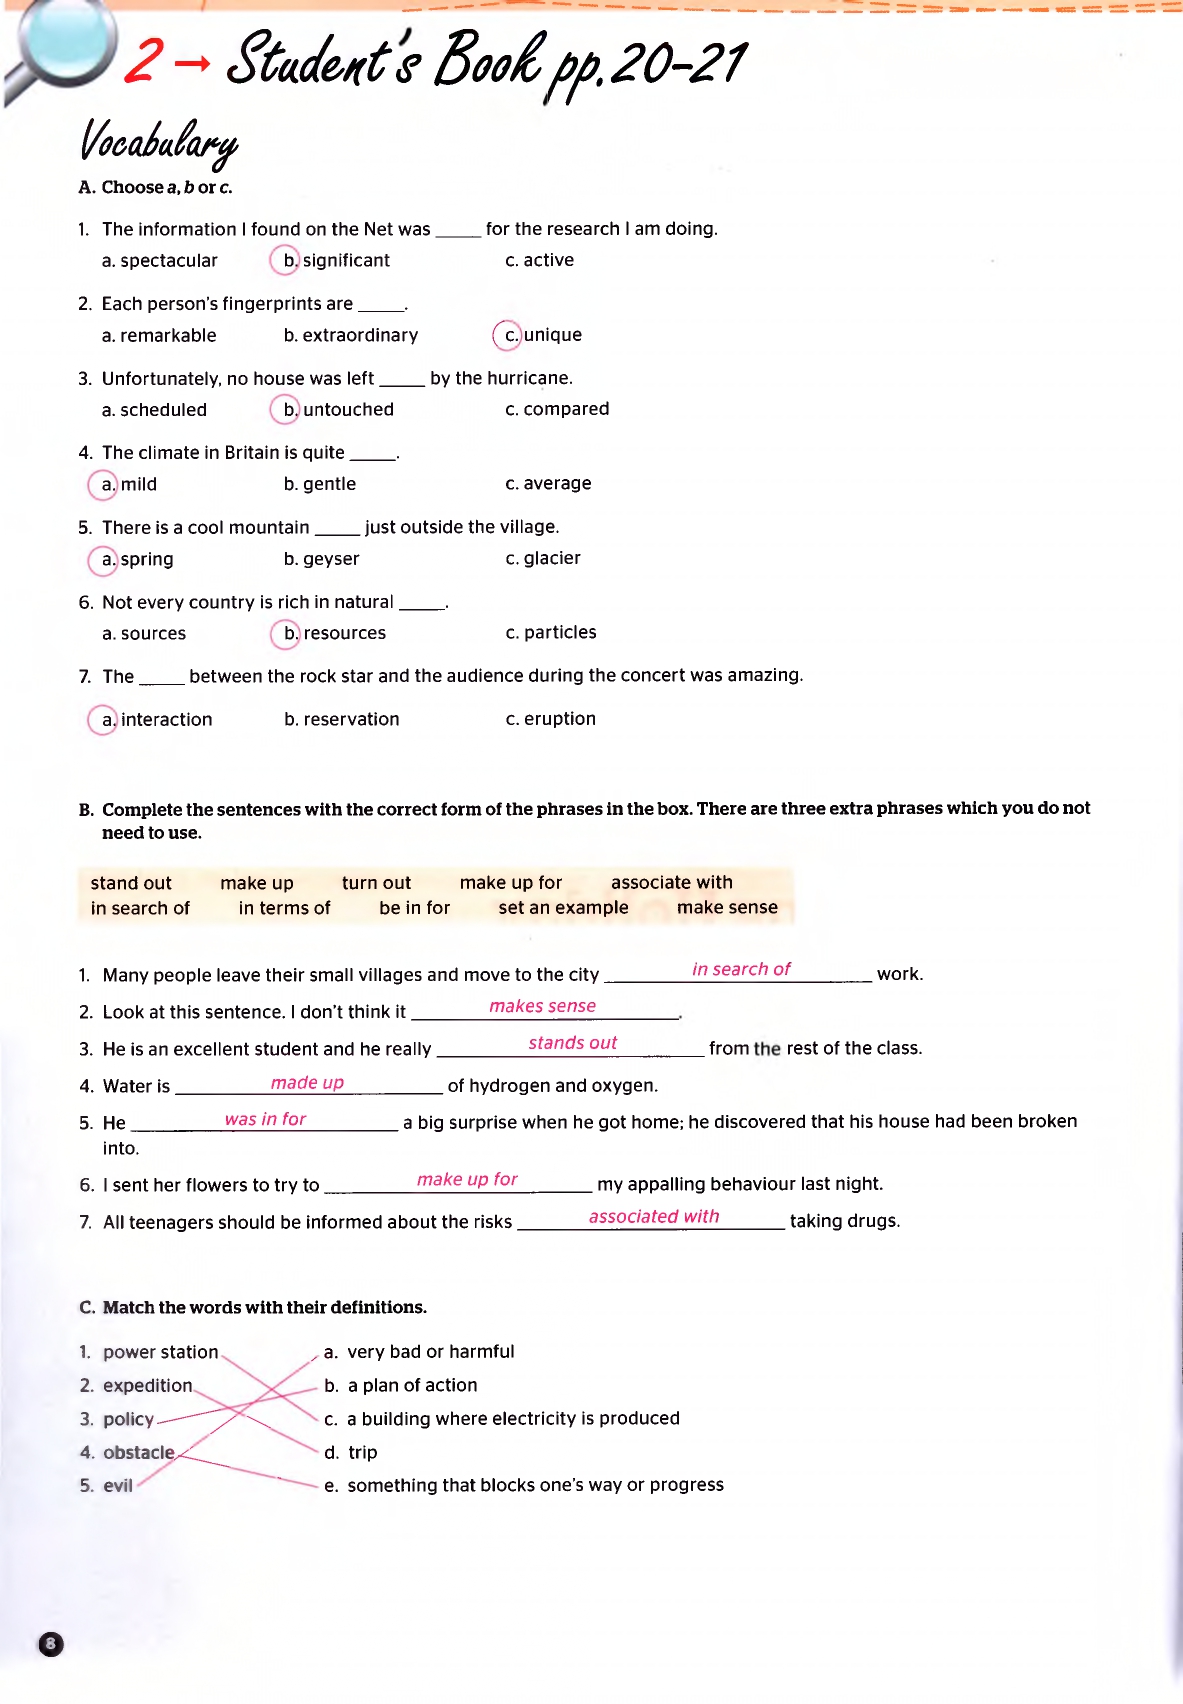 2 → Student's Book pp.20-21
Vocabulary
A. Choose a, b or c.
1. The information I found on the Net was _____ for the research I am doing.
a. spectacular b. significant c. active
2. Each person's fingerprints are _____.
a. remarkable b. extraordinary c. unique
3. Unfortunately, no house was left _____ by the hurricane.
a. scheduled b. untouched c. compared
4. The climate in Britain is quite _____.
a. mild b. gentle c. average
5. There is a cool mountain _____ just outside the village.
a. spring b. geyser c. glacier
6. Not every country is rich in natural _____.
a. sources b. resources c. particles
7. The _____ between the rock star and the audience during the concert was amazing.
a. interaction b. reservation c. eruption
B. Complete the sentences with the correct form of the phrases in the box. There are three extra phrases which you do not
need to use.
stand out make up turn out make up for associate with
in search of in terms of be in for set an example make sense
1. Many people leave their small villages and move to the city in search of work.
2. Look at this sentence. I don't think it makes sense.
3. He is an excellent student and he really stands out from the rest of the class.
4. Water is made up of hydrogen and oxygen.
5. He was in for a big surprise when he got home; he discovered that his house had been broken
into.
6. I sent her flowers to try to make up for my appalling behaviour last night.
7. All teenagers should be informed about the risks associated with taking drugs.
C. Match the words with their definitions.
1. power station a. very bad or harmful
2. expedition b. a plan of action
3. policy c. a building where electricity is produced
4. obstacle d. trip
5. evil e. something that blocks one's way or progress
8